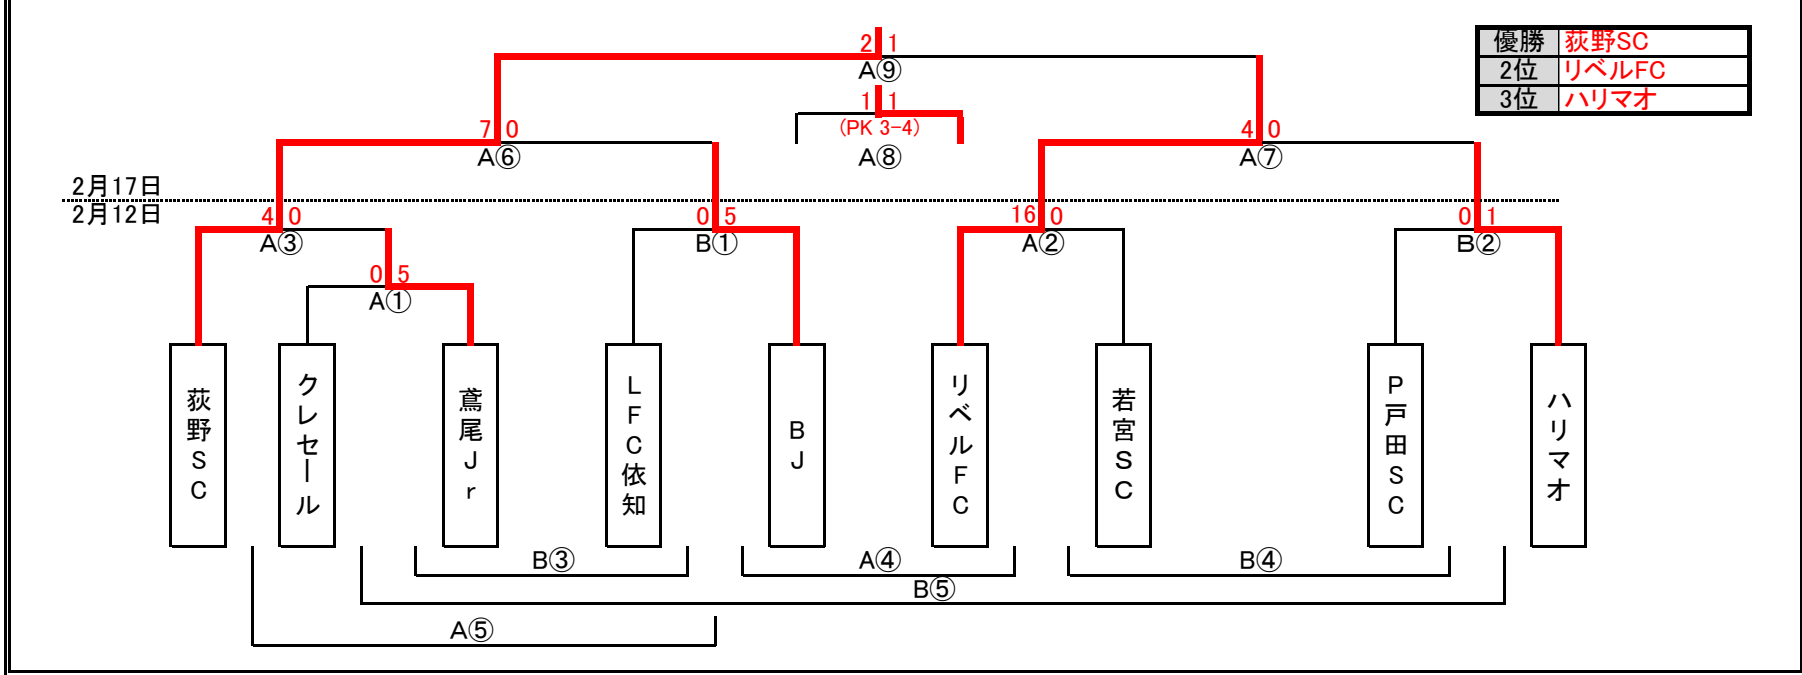 2 1
A⑨
優勝 荻野SC
2位 リベルFC
3位 ハリマオ
1 1
(PK 3-4)
A⑧
7 0
A⑥
4 0
A⑦
2月17日
2月12日
4 0
A③
0 5
B①
16 0
A②
0 1
B②
0 5
A①
荻野SC
クレセール
鳶尾Jr
LFC依知
BJ
リベルFC
若宮SC
P戸田SC
ハリマオ
B③
A④
B④
B⑤
A⑤